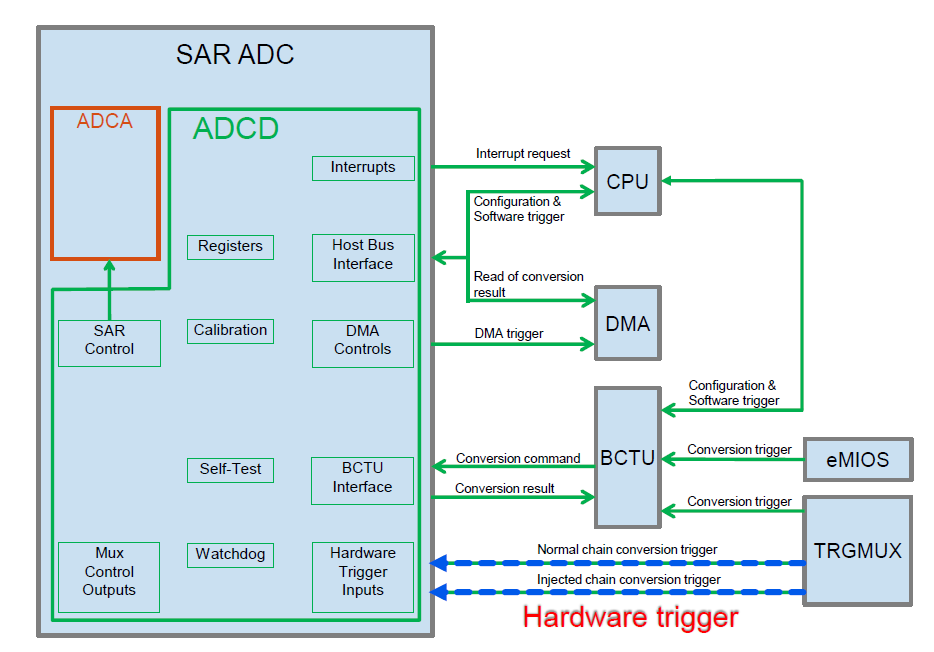 SAR ADC
ADCA
ADCD
Interrupts
Registers
Host Bus
Interface
SAR
Control
Calibration
DMA
Controls
Self-Test
BCTU
Interface
Mux
Control
Outputs
Watchdog
Hardware
Trigger
Inputs
Interrupt request
CPU
Configuration &
Software trigger
Read of conversion
result
DMA
DMA trigger
Configuration &
Software trigger
BCTU
Conversion command
Conversion trigger
eMIOS
Conversion result
Conversion trigger
TRGMUX
Normal chain conversion trigger
Injected chain conversion trigger
Hardware trigger